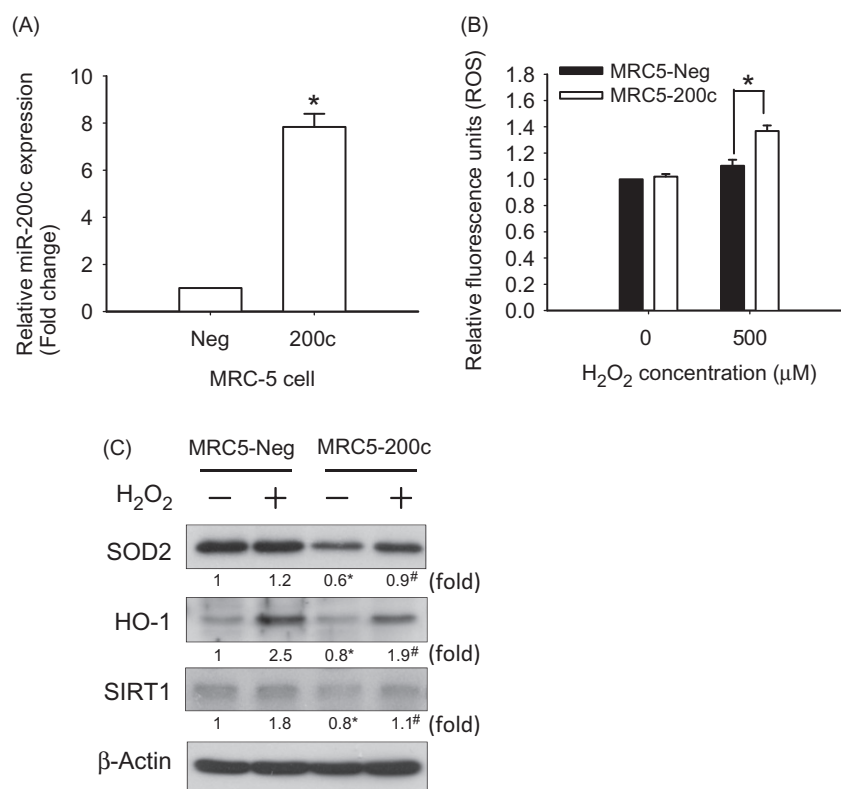 (A)
Relative miR-200c expression
(Fold change)
10
8
6
4
2
0
*
Neg 200c
MRC-5 cell
(B)
Relative fluorescence units (ROS)
1.8
1.6
1.4
1.2
1.0
0.8
0.6
0.4
0.2
0.0
MRC5-Neg
MRC5-200c
*
0 500
H₂O₂ concentration (μM)
(C)
MRC5-Neg MRC5-200c
H₂O₂ − + − +
SOD2
1 1.2 0.6* 0.9# (fold)
HO-1
1 2.5 0.8* 1.9# (fold)
SIRT1
1 1.8 0.8* 1.1# (fold)
β-Actin